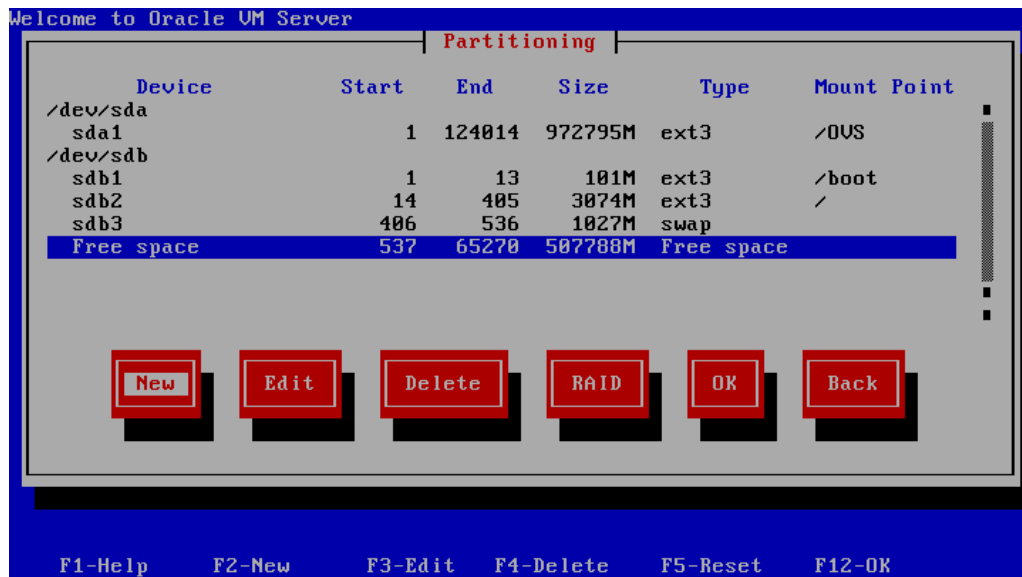 Welcome to Oracle VM Server
Partitioning
Device Start End Size Type Mount Point
/dev/sda
sda1 1 124014 972795M ext3 /OVS
/dev/sdb
sdb1 1 13 101M ext3 /boot
sdb2 14 405 3074M ext3 /
sdb3 406 536 1027M swap
Free space 537 65270 507788M Free space
New Edit Delete RAID OK Back
F1-Help F2-New F3-Edit F4-Delete F5-Reset F12-OK